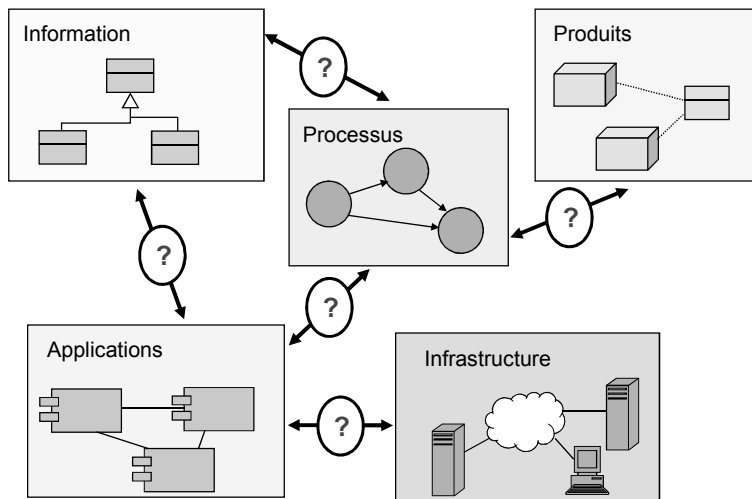 Information
?
Produits
Processus
?
?
?
Applications
?
Infrastructure